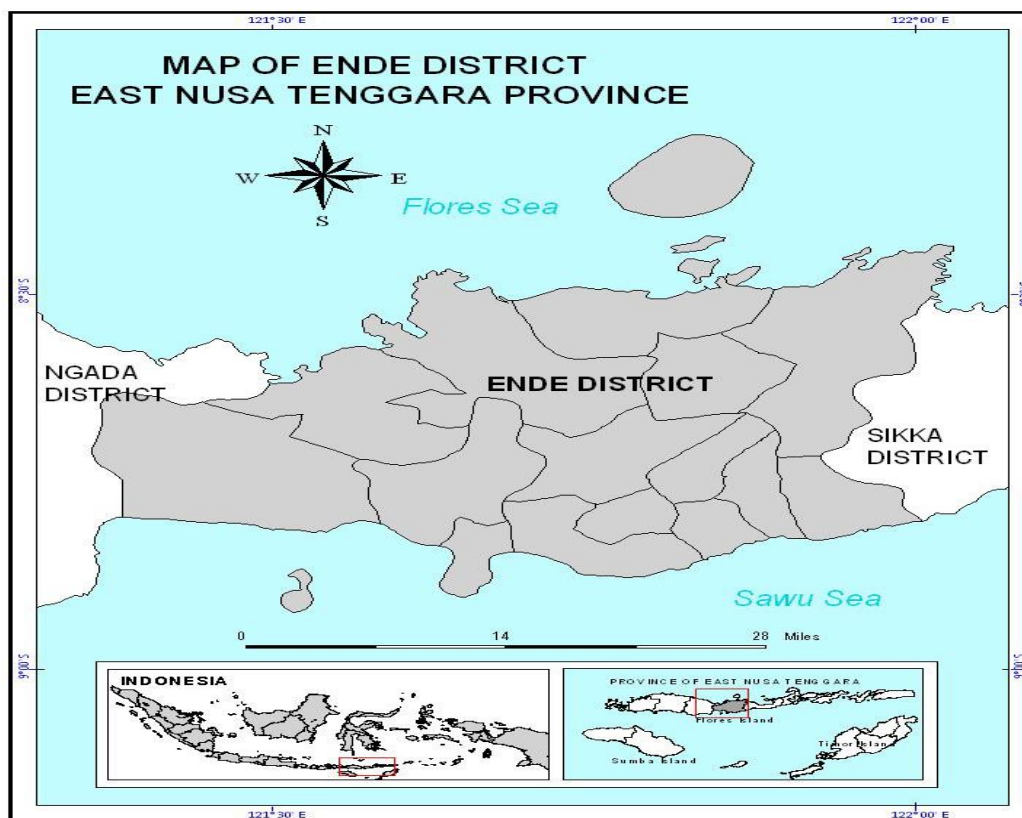 121°30' E
122°00' E
MAP OF ENDE DISTRICT
EAST NUSA TENGGARA PROVINCE
N
W
E
S
Flores Sea
8°30'S
NGADA
DISTRICT
ENDE DISTRICT
SIKKA
DISTRICT
Sawu Sea
0
14
28
Miles
9°00'S
9°00'S
INDONESIA
PROVINCE OF EAST NUSA TENGGARA
Flores Island
Timor Island
Sumba Island
121°30' E
122°00' E